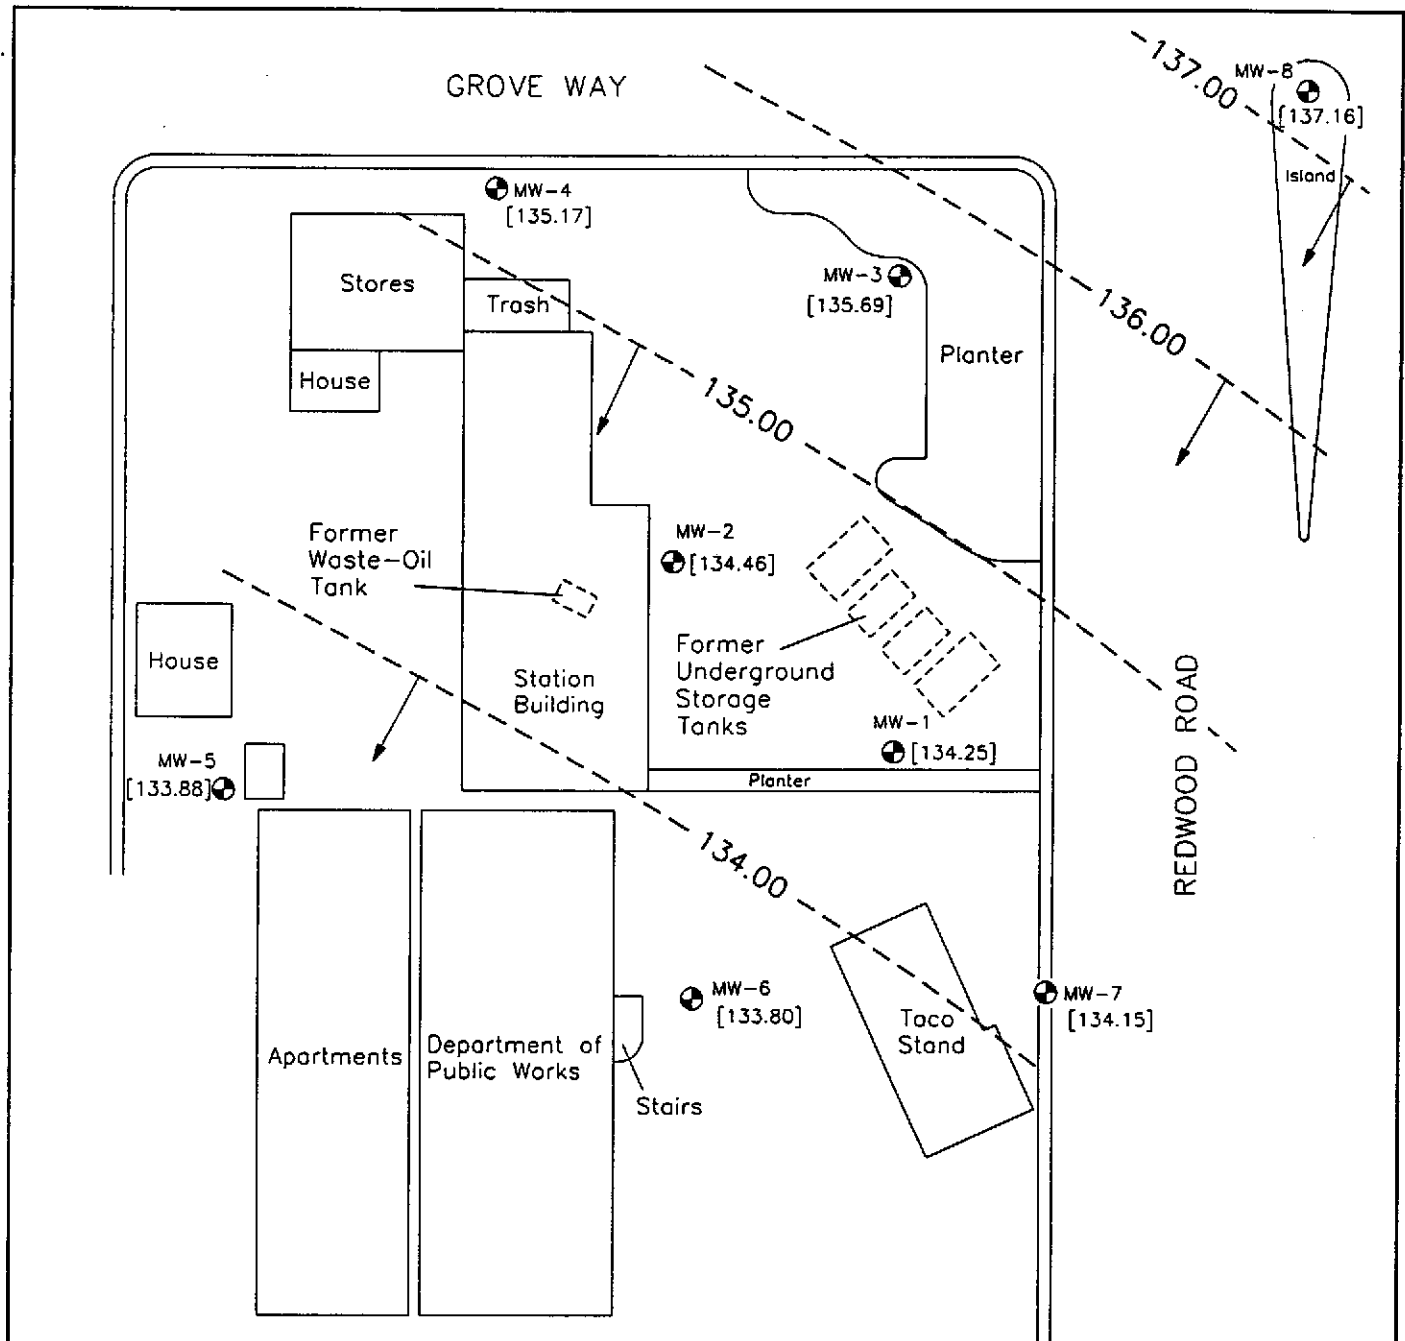 GROVE WAY
137.00
MW-8
[137.16]
Island
MW-4
[135.17]
MW-3
[135.69]
Stores
Trash
House
136.00
Planter
135.00
Former
Waste-Oil
Tank
MW-2
[134.46]
House
Station
Building
Former
Underground
Storage
Tanks
MW-1
[134.25]
REDWOOD ROAD
MW-5
[133.88]
Planter
134.00
MW-6
[133.80]
MW-7
[134.15]
Taco
Stand
Apartments
Department of
Public Works
Stairs